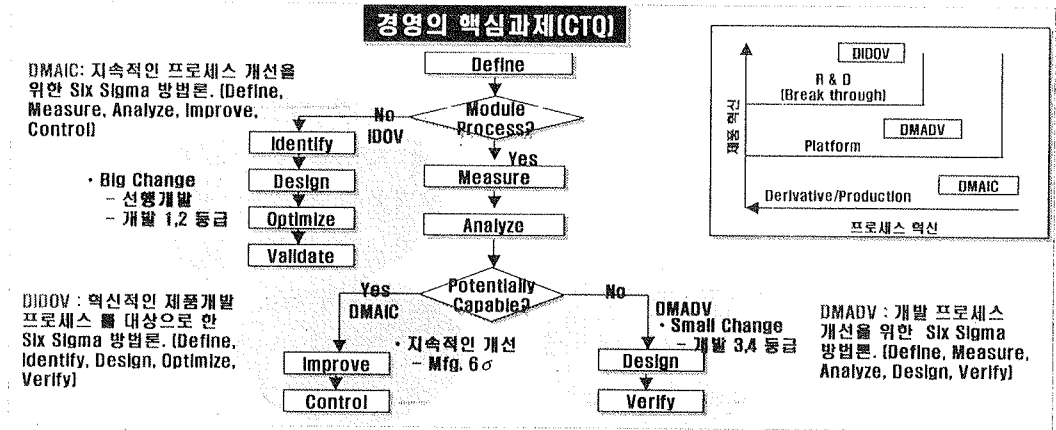 경영의 핵심과제(CTQ)
DMAIC: 지속적인 프로세스 개선을
위한 Six Sigma 방법론. (Define,
Measure, Analyze, Improve,
Control)
Define
Module
Process?
No
IDOV
Yes
Identify
Design
Optimize
Validate
• Big Change
– 선행개발
– 개발 1,2 등급
Measure
Analyze
Potentially
Capable?
Yes
DMAIC
No
DMADV
Improve
Control
• 지속적인 개선
– Mfg. 6σ
• Small Change
– 개발 3,4 등급
Design
Verify
DIDOV : 혁신적인 제품개발
프로세스 를 대상으로 한
Six Sigma 방법론. (Define,
Identify, Design, Optimize,
Verify)
DMADV : 개발 프로세스
개선을 위한 Six Sigma
방법론. (Define, Measure,
Analyze, Design, Verify)
제품 혁신
DIDOV
R & D
(Break through)
DMADV
Platform
DMAIC
Derivative/Production
프로세스 혁신